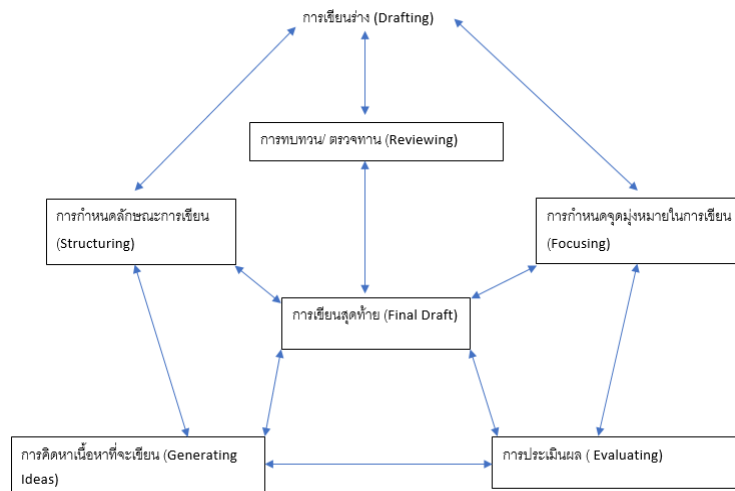 การเขียนร่าง (Drafting)
การทบทวน/ ตรวจทาน (Reviewing)
การกำหนดลักษณะการเขียน
(Structuring)
การกำหนดจุดมุ่งหมายในการเขียน
(Focusing)
การเขียนสุดท้าย (Final Draft)
การคิดหาเนื้อหาที่จะเขียน (Generating
Ideas)
การประเมินผล ( Evaluating)